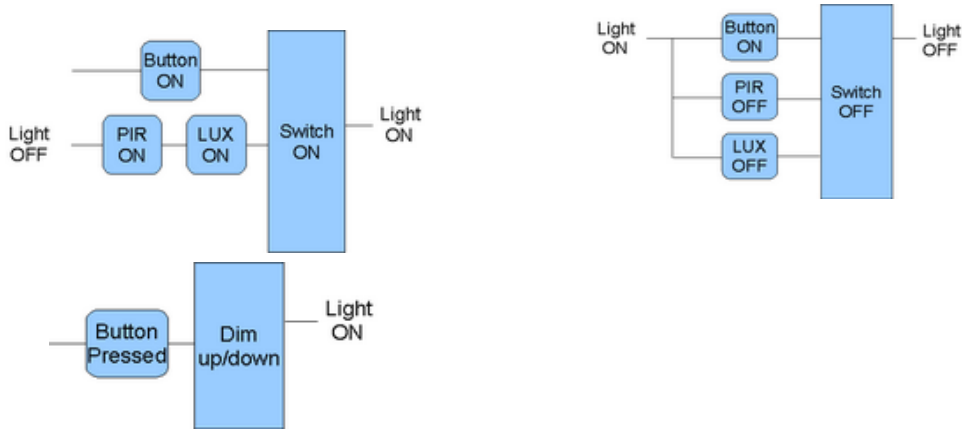 Button
ON
Light
OFF
PIR
ON
LUX
ON
Switch
ON
Light
ON
Light
ON
Button
ON
PIR
OFF
LUX
OFF
Switch
OFF
Light
OFF
Button
Pressed
Dim
up/down
Light
ON